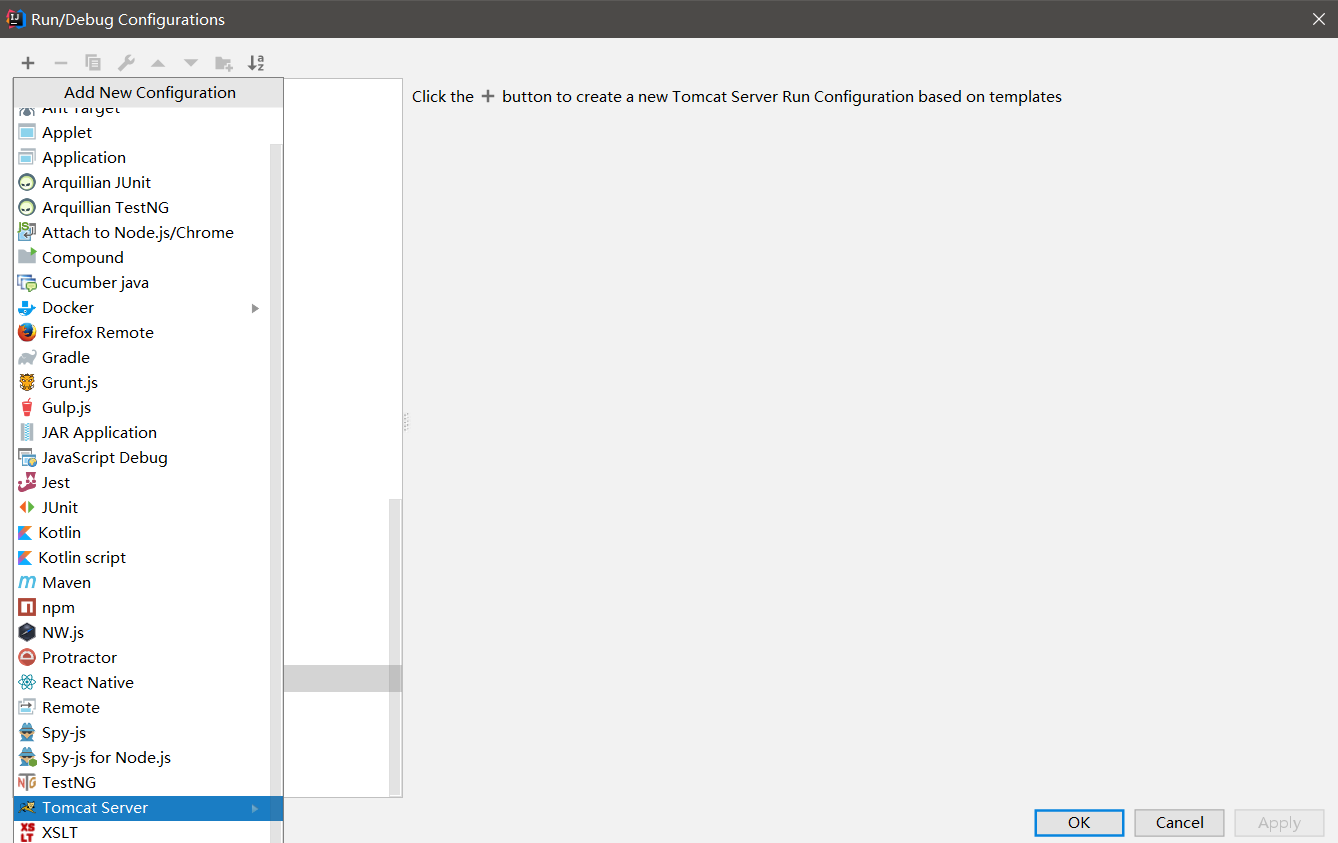 Run/Debug Configurations
Add New Configuration
Click the + button to create a new Tomcat Server Run Configuration based on templates
Ant Target
Applet
Application
Arquillian JUnit
Arquillian TestNG
Attach to Node.js/Chrome
Compound
Cucumber java
Docker
Firefox Remote
Gradle
Grunt.js
Gulp.js
JAR Application
JavaScript Debug
Jest
JUnit
Kotlin
Kotlin script
Maven
npm
NW.js
Protractor
React Native
Remote
Spy-js
Spy-js for Node.js
TestNG
Tomcat Server
XSLT
OK
Cancel
Apply